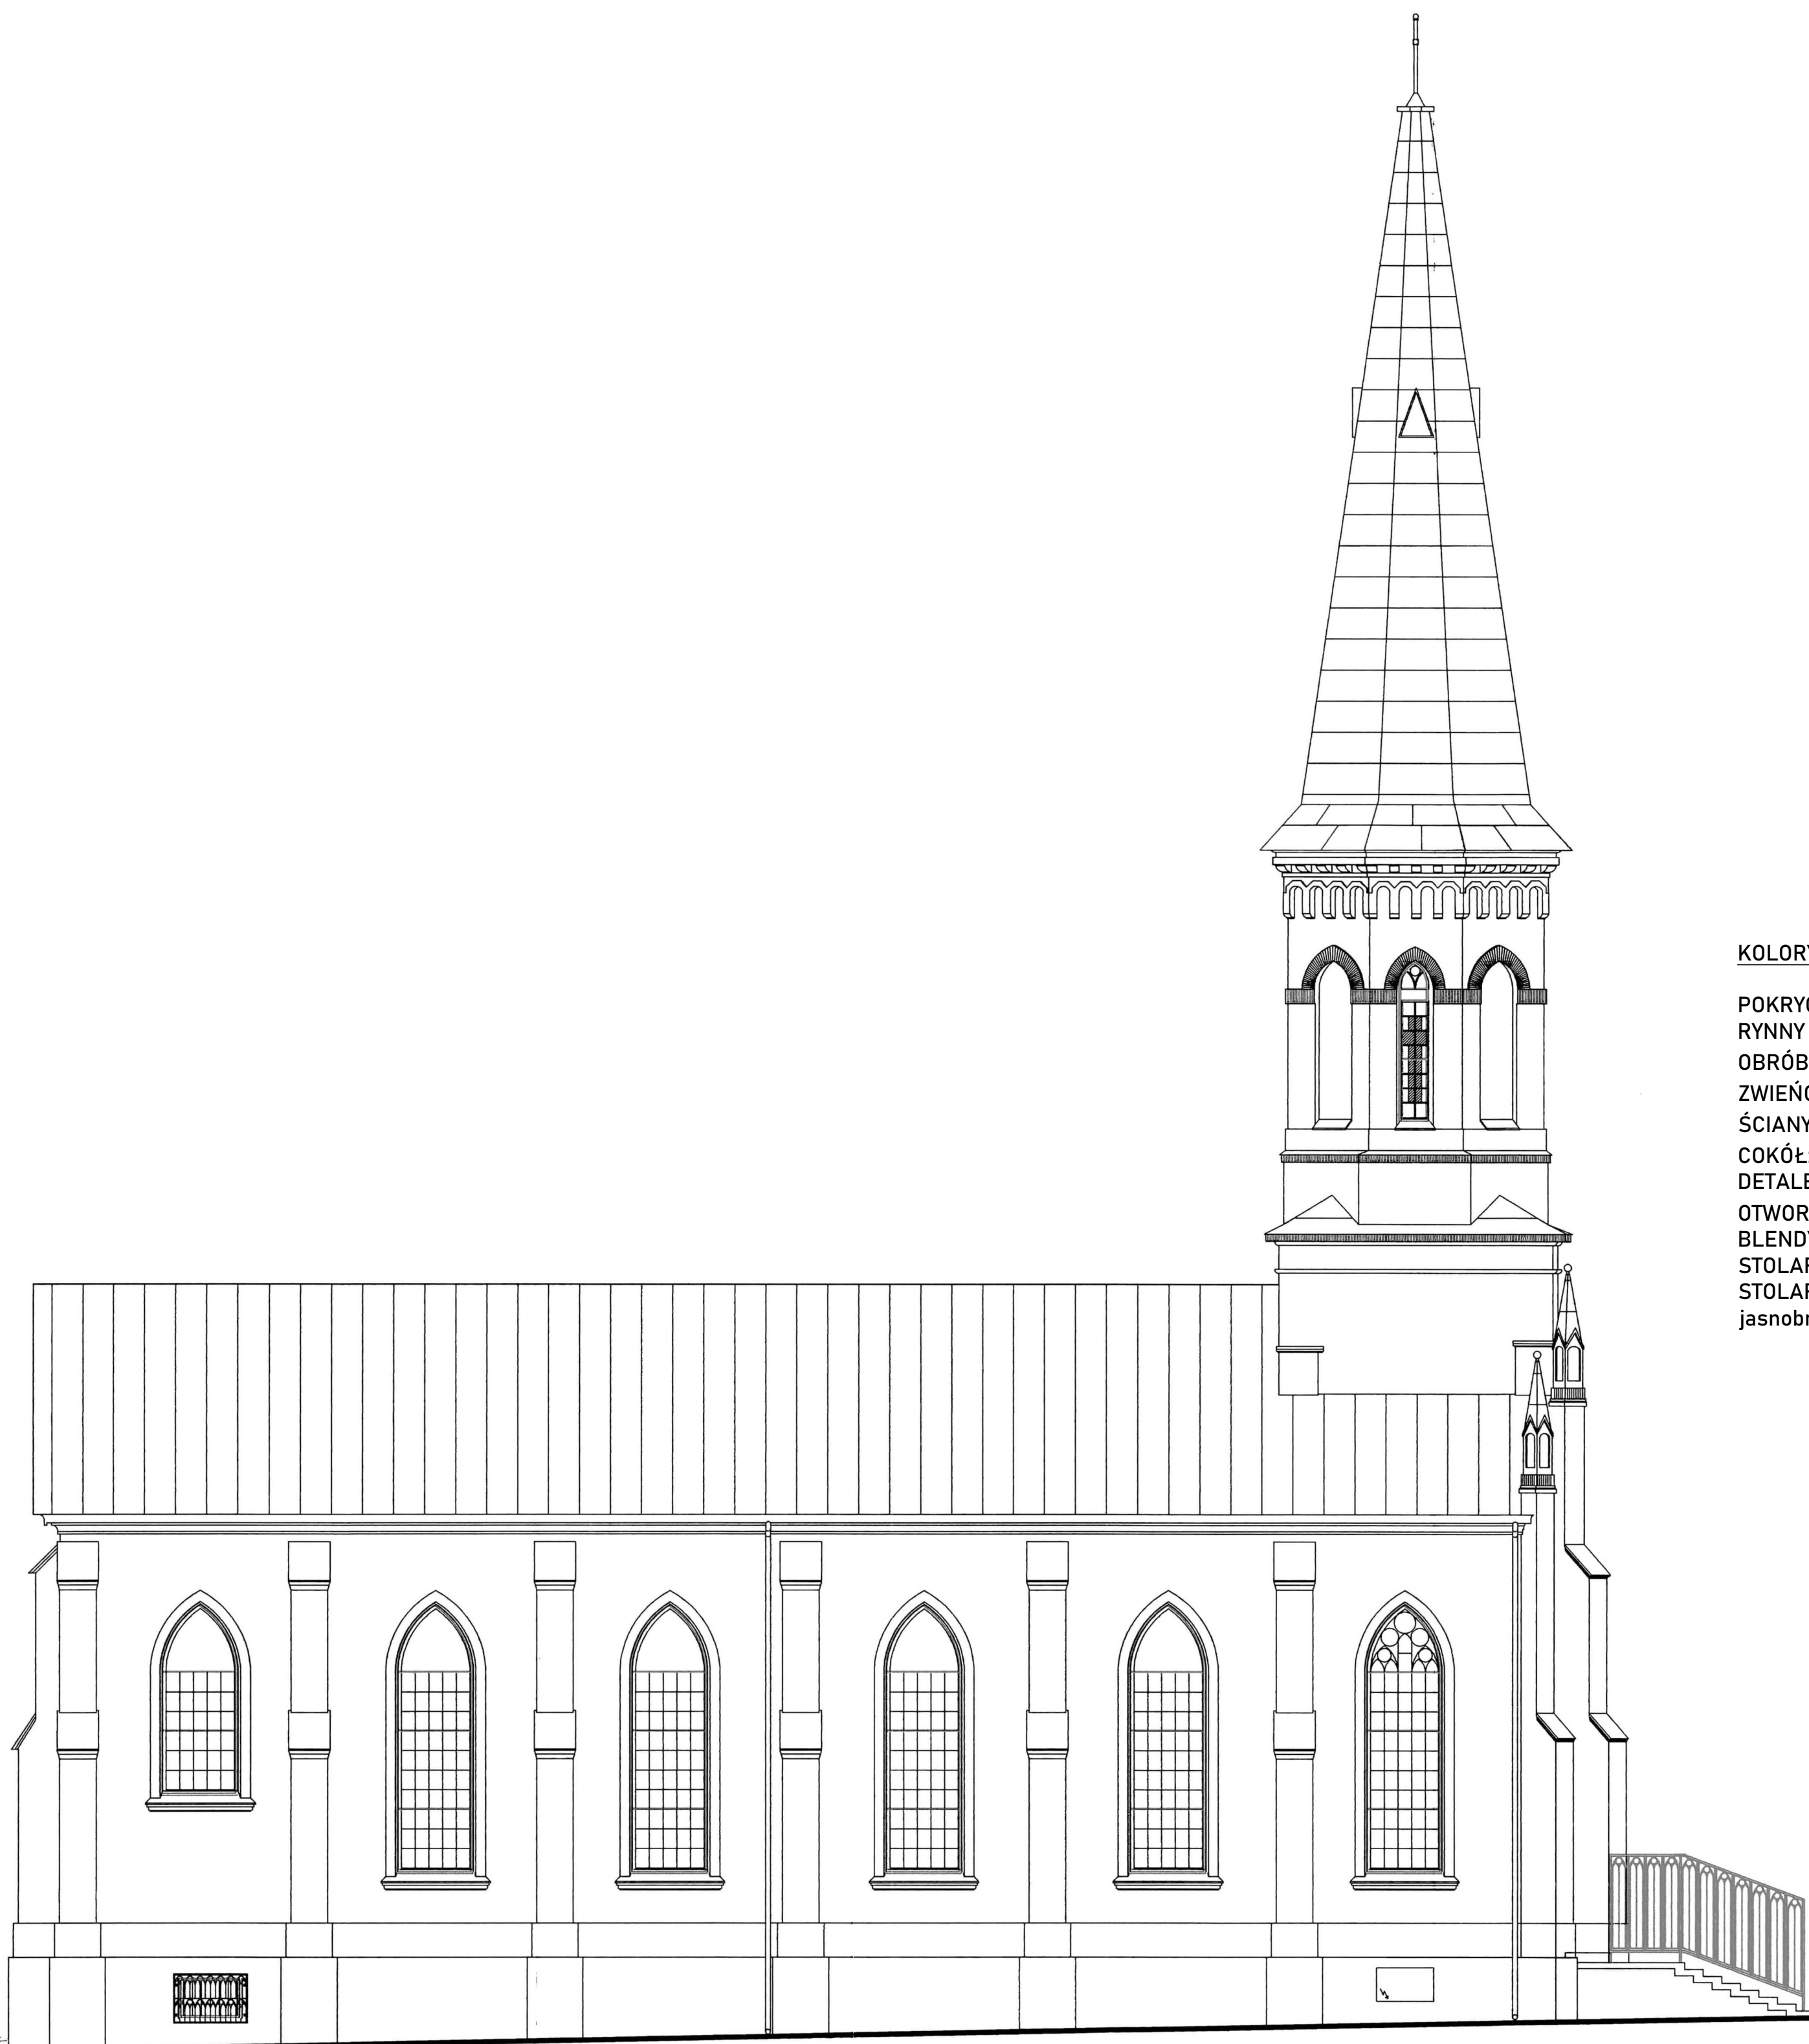 KOLORY
POKRYC
RYNNY
OBRÓB
ZWIEŃC
ŚCIANY
COKÓŁ:
DETALE
OTWOR
BLENDY
STOLAR
STOLAR
jasnobr